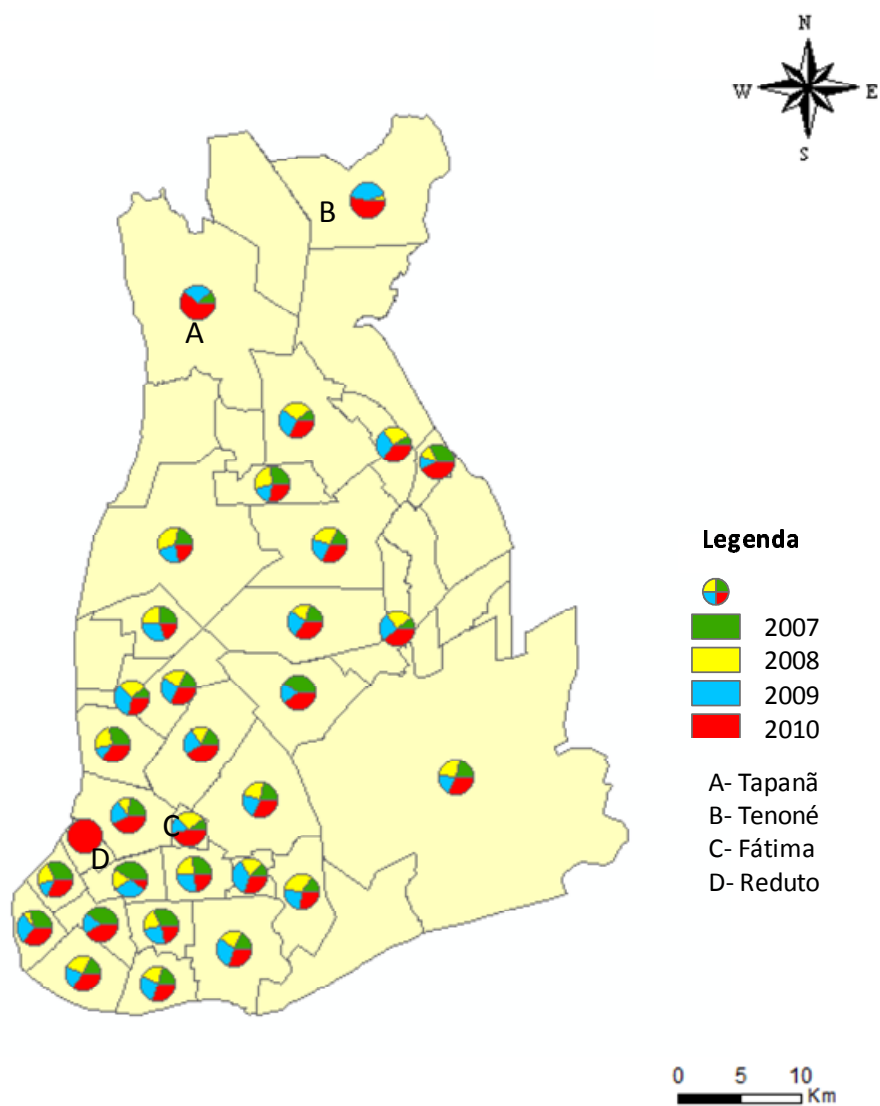 N
W E
S
B
A
C
D
Legenda
2007
2008
2009
2010
A- Tapanã
B- Tenoné
C- Fátima
D- Reduto
0 5 10
Km